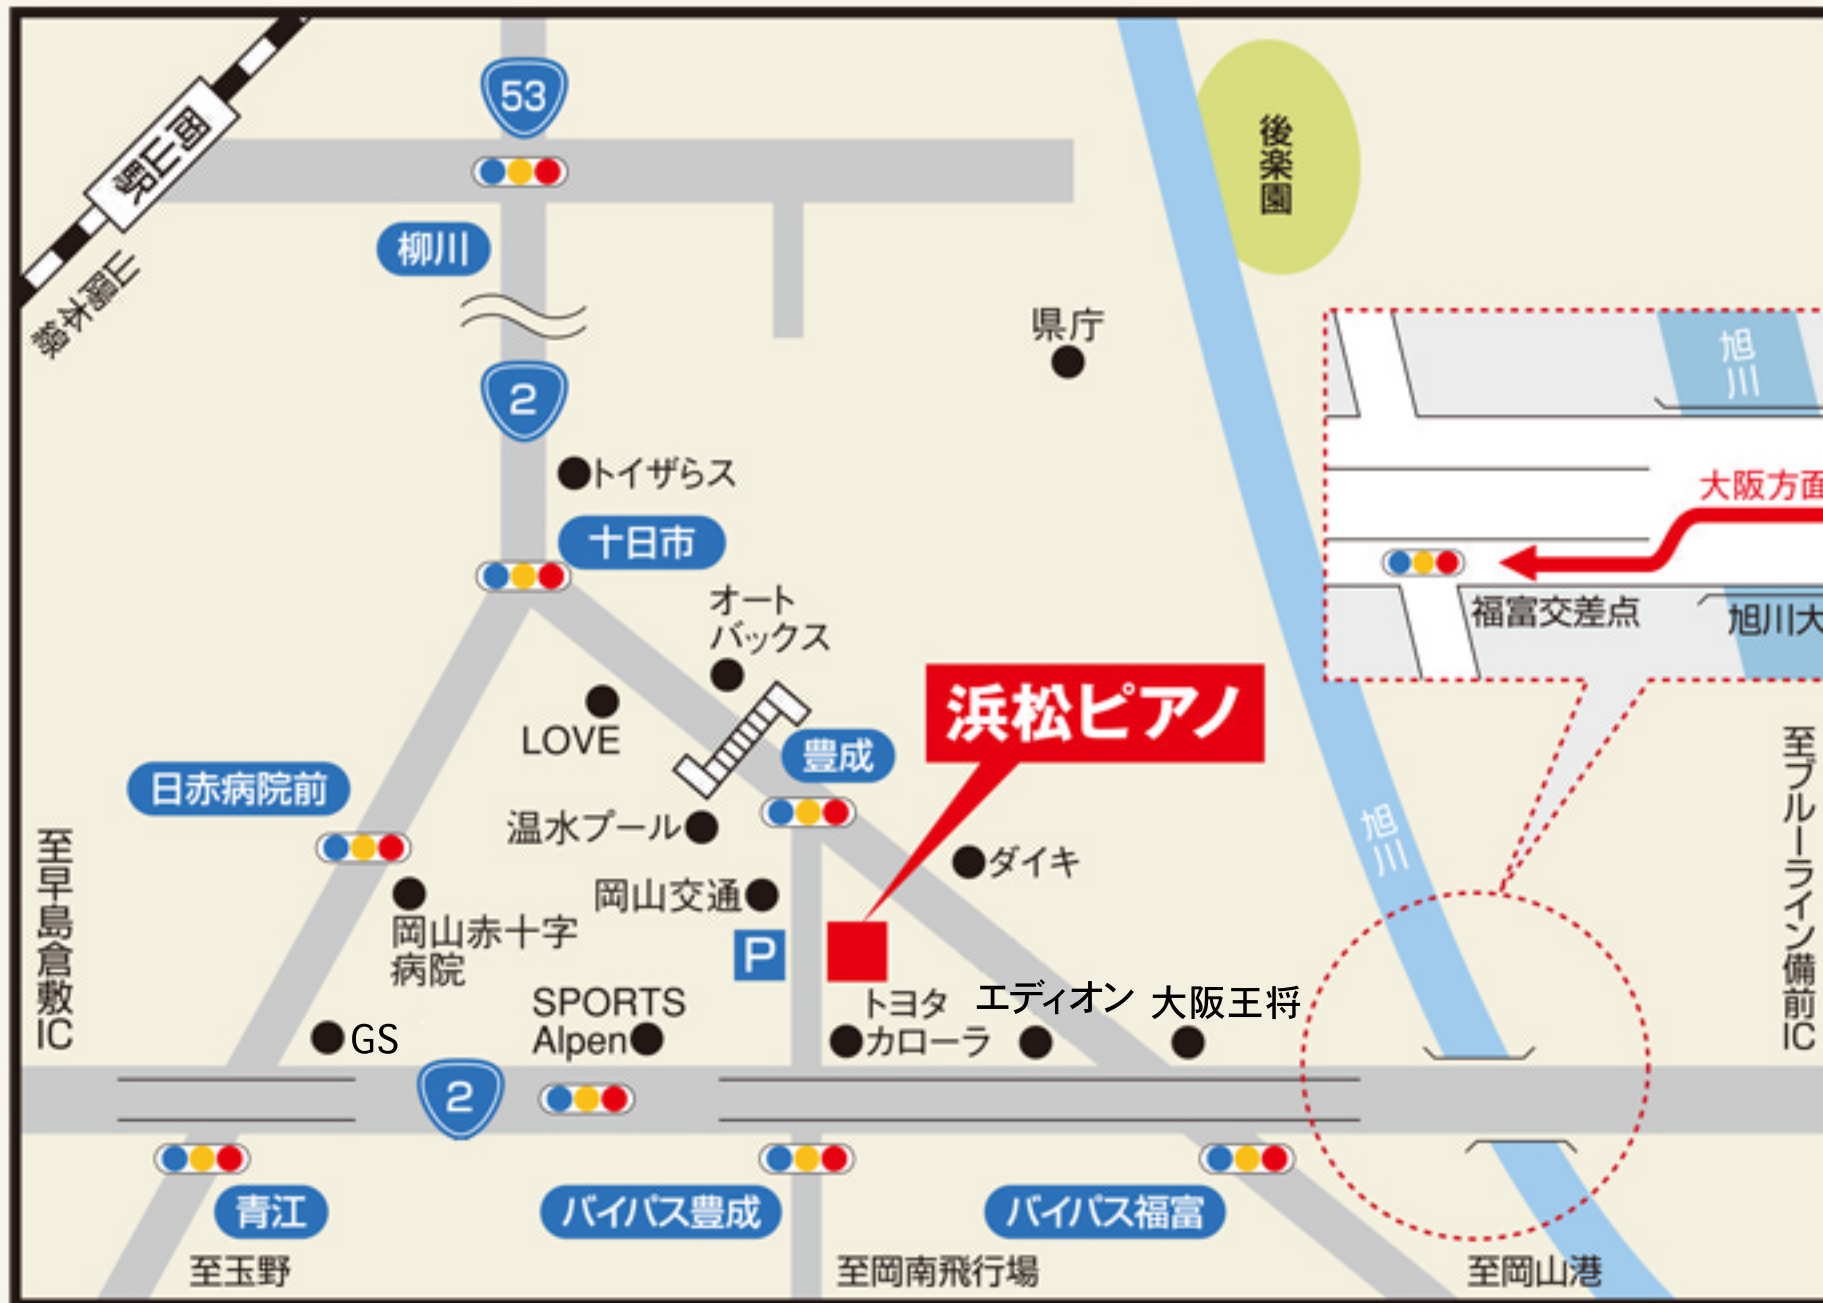 53
岡山駅
後楽園
柳川
山陽本線
県庁
旭川
2
トイザらス
大阪方面
十日市
福富交差点
旭川大
オート
バックス
浜松ピアノ
LOVE
豊成
日赤病院前
至ブルーライン備前IC
温水プール
旭川
至早島倉敷IC
ダイキ
岡山交通
岡山赤十字
病院
P
SPORTS
Alpen
トヨタ
カローラ
エディオン
大阪王将
GS
2
青江
バイパス豊成
バイパス福富
至玉野
至岡南飛行場
至岡山港